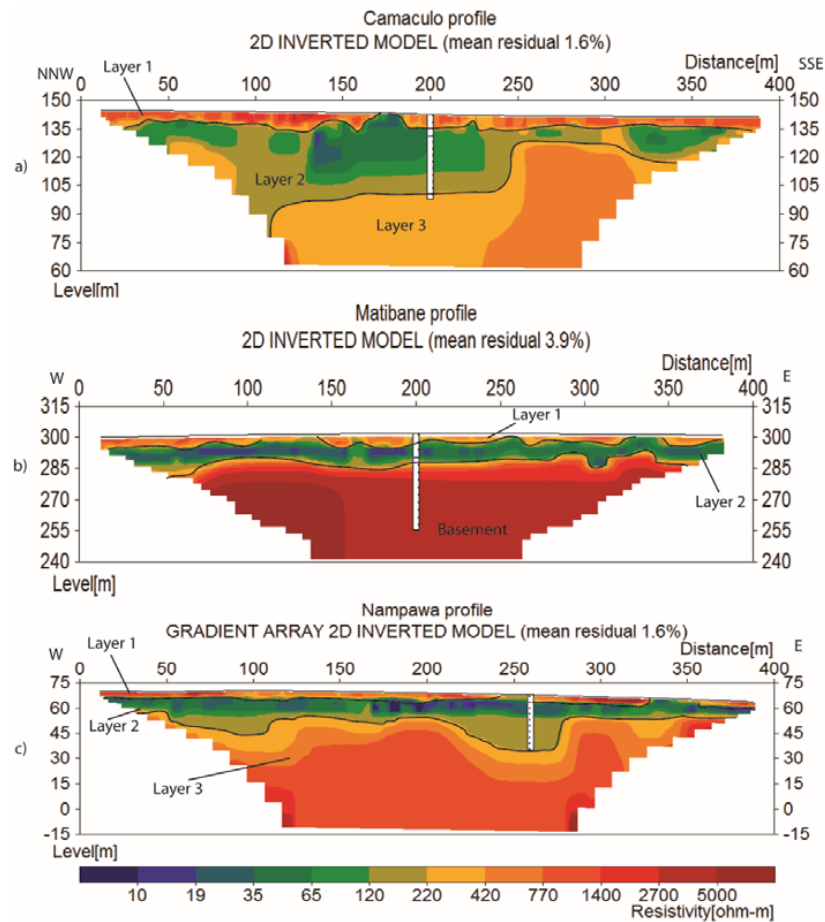 Camaculo profile
2D INVERTED MODEL (mean residual 1.6%)
Distance[m]
NNW Layer 1 SSE
0 50 100 150 200 250 300 350 400
150 150
135 135
120 120
a)
105 105
Layer 2
90 90
Layer 3
75 75
60 60
Level[m]
Matibane profile
2D INVERTED MODEL (mean residual 3.9%)
Distance[m]
W E
0 50 100 150 200 250 300 350 400
315 315
Layer 1
300 300
b)
285 285
Layer 2
270 270
255 255
Basement
240 240
Level[m]
Nampawa profile
GRADIENT ARRAY 2D INVERTED MODEL (mean residual 1.6%)
Layer 1 Distance[m]
W E
0 50 100 150 200 250 300 350 400
75 75
Layer 2
60 60
45 45
c)
30 30
Layer 3
15 15
0 0
-15 -15
Level[m]
10 19 35 65 120 220 420 770 1400 2700 5000
Resistivity[ohm-m]